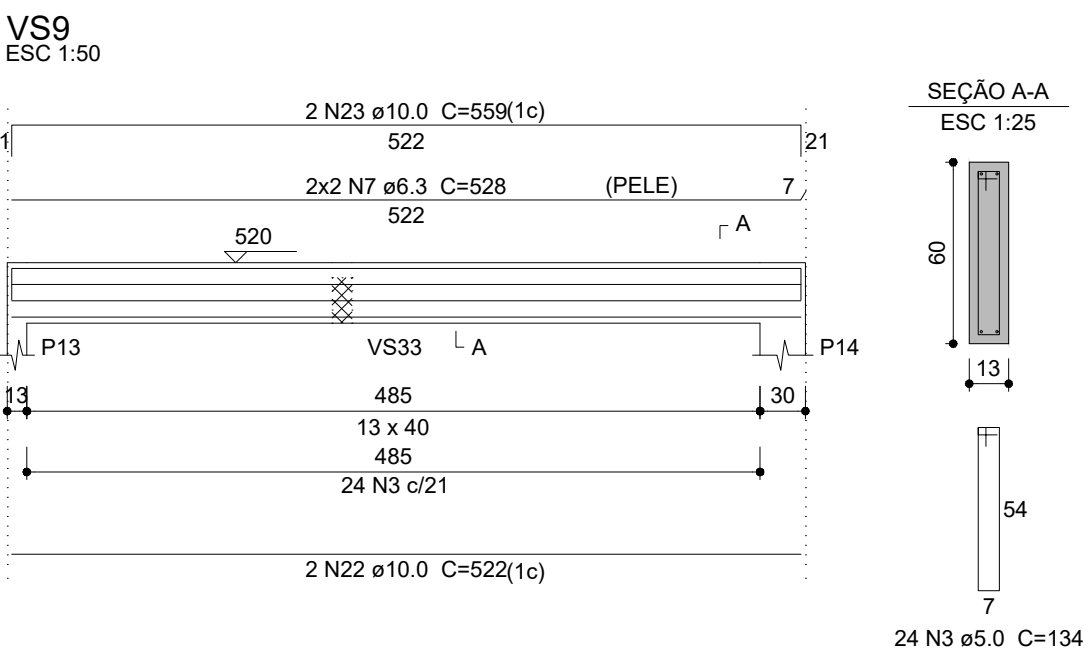 VS9
ESC 1:50
SEÇÃO A-A
ESC 1:25
2 N23 ø10.0 C=559(1c)
1 522 21
2x2 N7 ø6.3 C=528 (PELE) 7
522
A
520
60
P13 VS33 A P14
13
13 485 30
13 x 40
485
24 N3 c/21
54
2 N22 ø10.0 C=522(1c)
7
24 N3 ø5.0 C=134